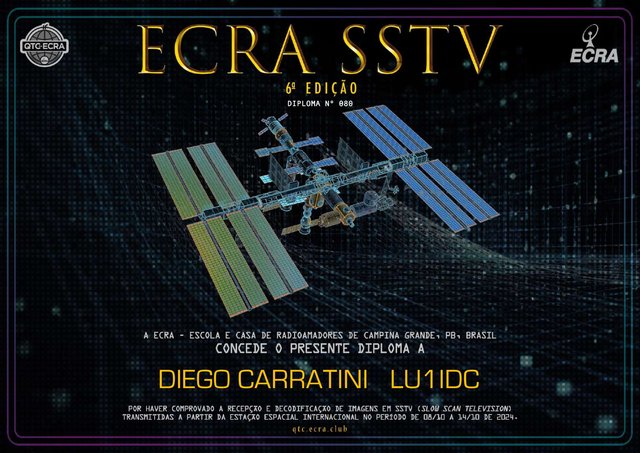 QTC-ECRA
ECRA SSTV
ECRA
6ª EDIÇÃO
DIPLOMA Nº 080
A ECRA - ESCOLA E CASA DE RADIOAMADORES DE CAMPINA GRANDE, PB, BRASIL
CONCEDE O PRESENTE DIPLOMA A
DIEGO CARRATINI LU1IDC
POR HAVER COMPROVADO A RECEPÇÃO E DECODIFICAÇÃO DE IMAGENS EM SSTV (SLOW SCAN TELEVISION)
TRANSMITIDAS A PARTIR DA ESTAÇÃO ESPACIAL INTERNACIONAL NO PERÍODO DE 08/10 A 14/10 DE 2024.
qtc.ecra.club